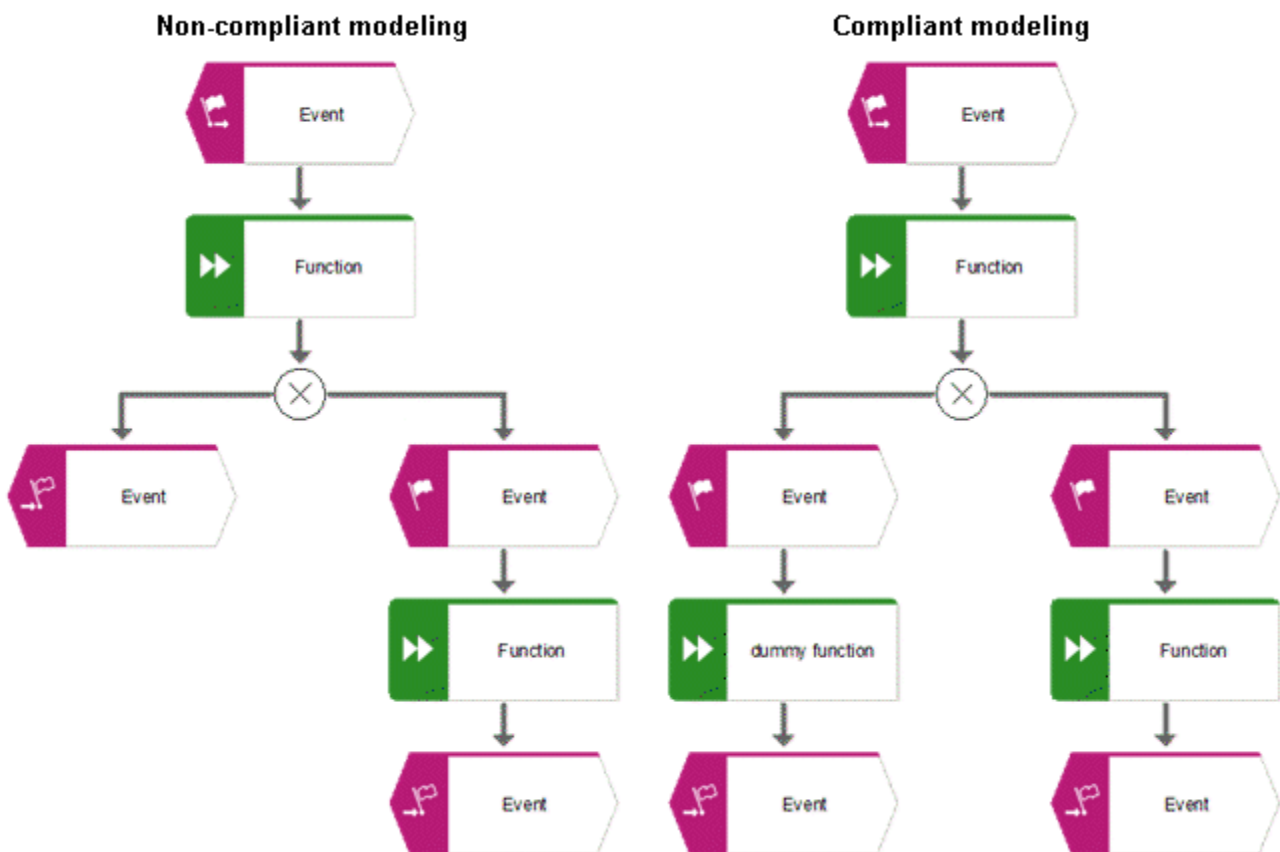 Non-compliant modeling
Compliant modeling
Event
Event
Function
Function
Event
Event
Event
Event
Function
dummy function
Function
Event
Event
Event